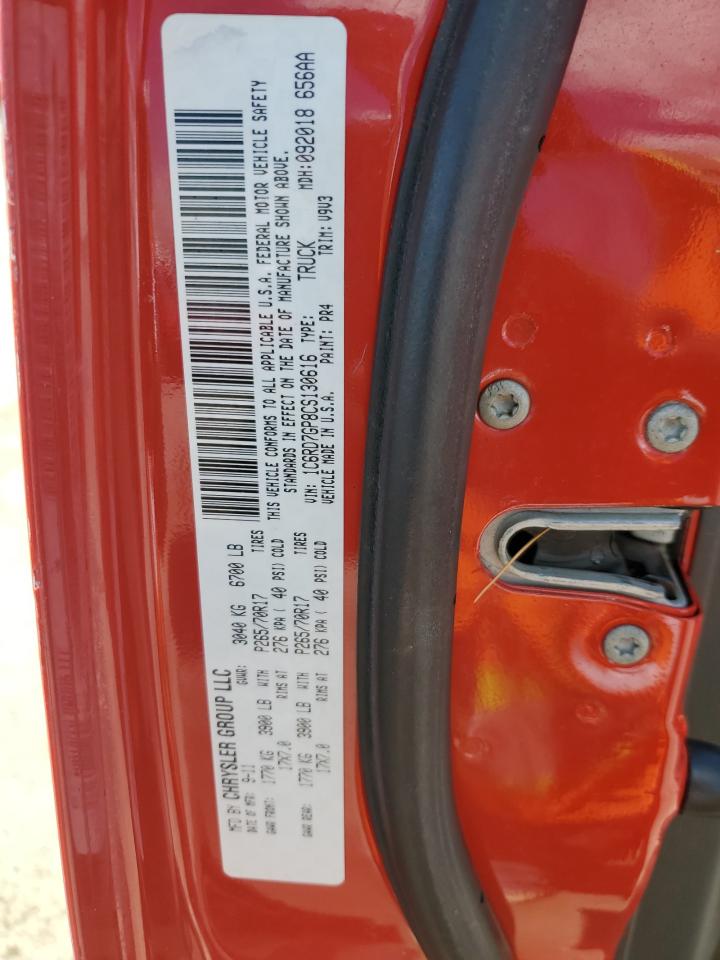 MFD BY CHRYSLER GROUP LLC
DATE OF MFR: 9-11 GVWR: 3040 KG 6700 LB
GAWR FRONT: 1770 KG 3900 LB WITH P265/70R17 TIRES
17X7.0 RIMS AT 276 KPA ( 40 PSI) COLD
GAWR REAR: 1770 KG 3900 LB WITH P265/70R17 TIRES
17X7.0 RIMS AT 276 KPA ( 40 PSI) COLD
THIS VEHICLE CONFORMS TO ALL APPLICABLE U.S.A. FEDERAL MOTOR VEHICLE SAFETY
STANDARDS IN EFFECT ON THE DATE OF MANUFACTURE SHOWN ABOVE.
VIN: 1C6RD7GP8CS130616 TYPE: TRUCK MDH:092018 656AA
VEHICLE MADE IN U.S.A. PAINT: PR4 TRIM: V9V3